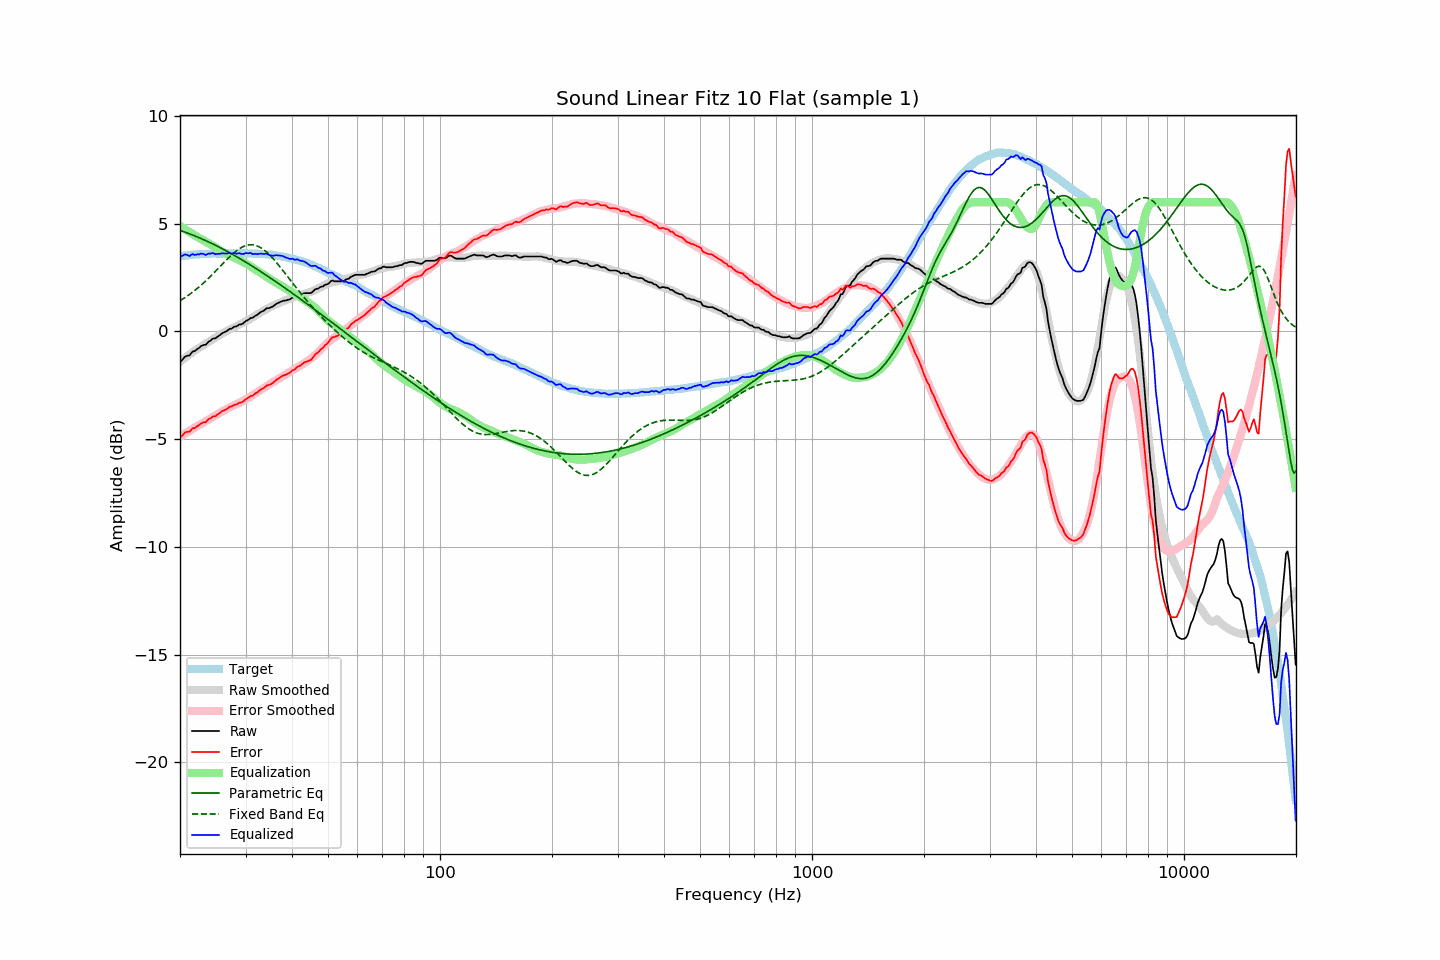 Sound Linear Fitz 10 Flat (sample 1)
10
5
0
−5
−10
−15
−20
Amplitude (dBr)
Target
Raw Smoothed
Error Smoothed
Raw
Error
Equalization
Parametric Eq
Fixed Band Eq
Equalized
100
1000
10000
Frequency (Hz)